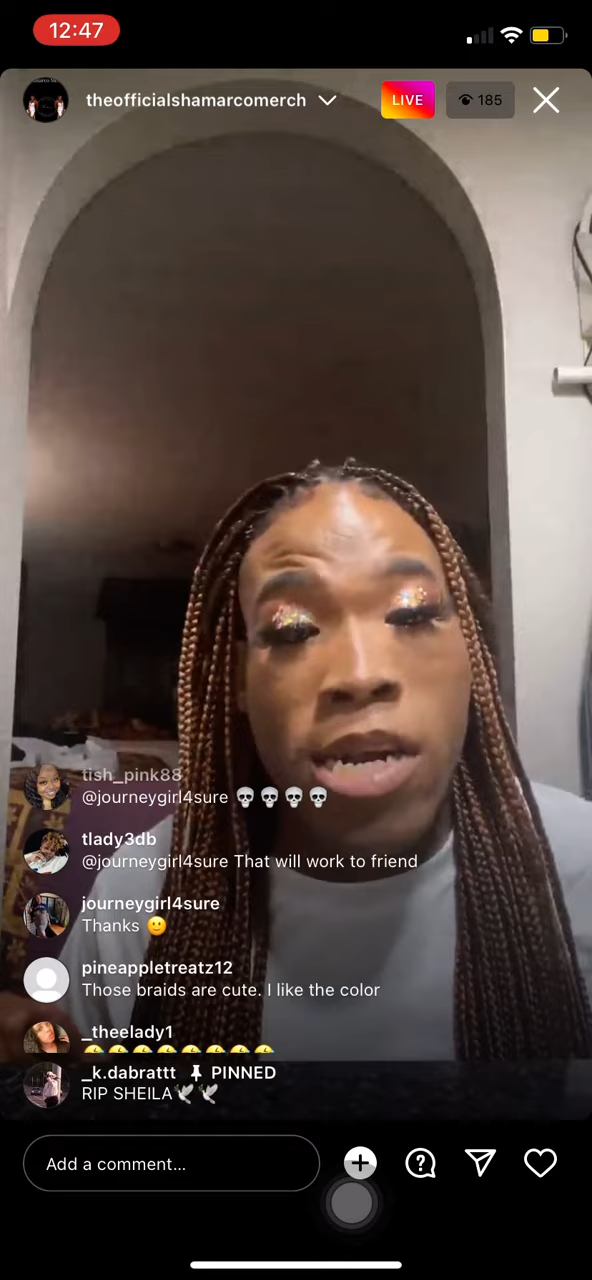 12:47
theofficialshamarcomerch
LIVE
185
tish_pink88
@journeygirl4sure 💀 💀 💀 💀
tlady3db
@journeygirl4sure That will work to friend
journeygirl4sure
Thanks 🙂
pineappletreatz12
Those braids are cute. I like the color
_theelady1
_k.dabrattt PINNED
RIP SHEILA🕊️🕊️
Add a comment...